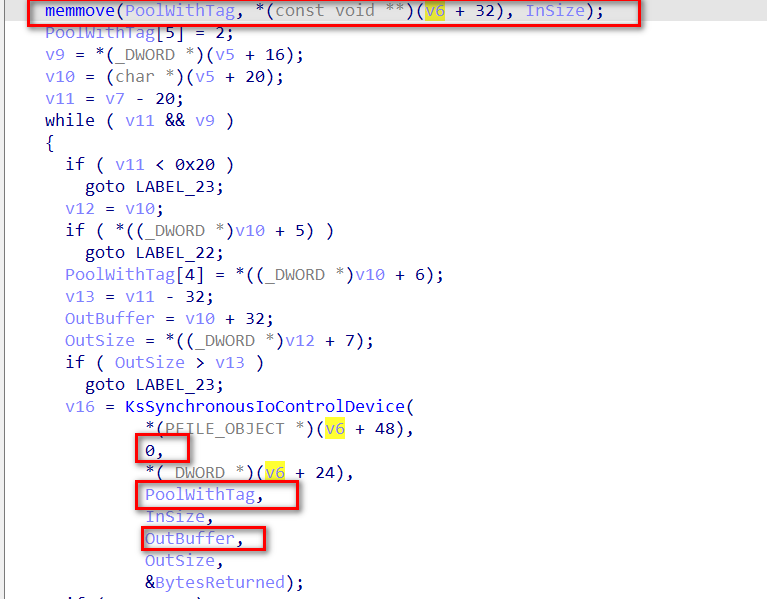 memmove(PoolWithTag, *(const void **)(v6 + 32), InSize);
PoolWithTag[5] = 2;
v9 = *(_DWORD *)(v5 + 16);
v10 = (char *)(v5 + 20);
v11 = v7 - 20;
while ( v11 && v9 )
{
if ( v11 < 0x20 )
goto LABEL_23;
v12 = v10;
if ( *((_DWORD *)v10 + 5) )
goto LABEL_22;
PoolWithTag[4] = *((_DWORD *)v10 + 6);
v13 = v11 - 32;
OutBuffer = v10 + 32;
OutSize = *((_DWORD *)v12 + 7);
if ( OutSize > v13 )
goto LABEL_23;
v16 = KsSynchronousIoControlDevice(
*(PFILE_OBJECT *)(v6 + 48),
0,
*(_DWORD *)(v6 + 24),
PoolWithTag,
InSize,
OutBuffer,
OutSize,
&BytesReturned);